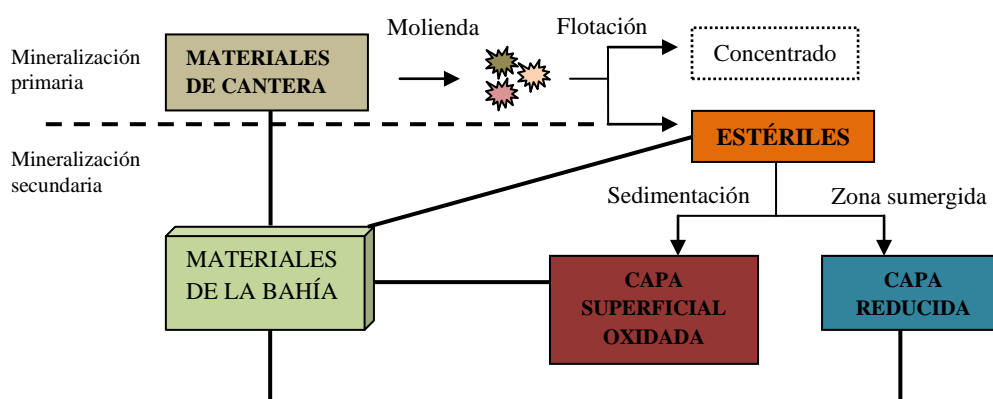 Molienda
Flotación
Mineralización
primaria
MATERIALES
DE CANTERA
Concentrado
Mineralización
secundaria
ESTÉRILES
Sedimentación
Zona sumergida
MATERIALES
DE LA BAHÍA
CAPA
SUPERFICIAL
OXIDADA
CAPA
REDUCIDA